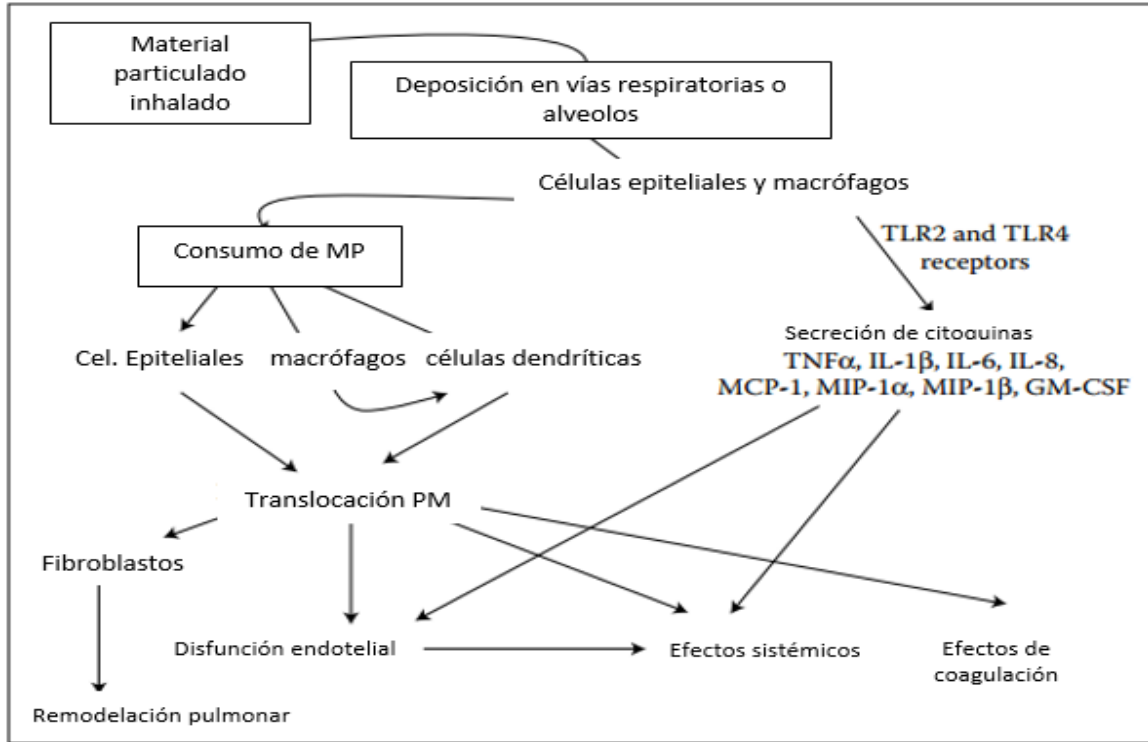 Material
particulado
inhalado
Deposición en vías respiratorias o
alveolos
Células epiteliales y macrófagos
Consumo de MP
TLR2 and TLR4
receptors
Cel. Epiteliales
macrófagos
células dendríticas
Secreción de citoquinas
TNFα, IL-1β, IL-6, IL-8,
MCP-1, MIP-1α, MIP-1β, GM-CSF
Translocación PM
Fibroblastos
Disfunción endotelial
Efectos sistémicos
Efectos de
coagulación
Remodelación pulmonar